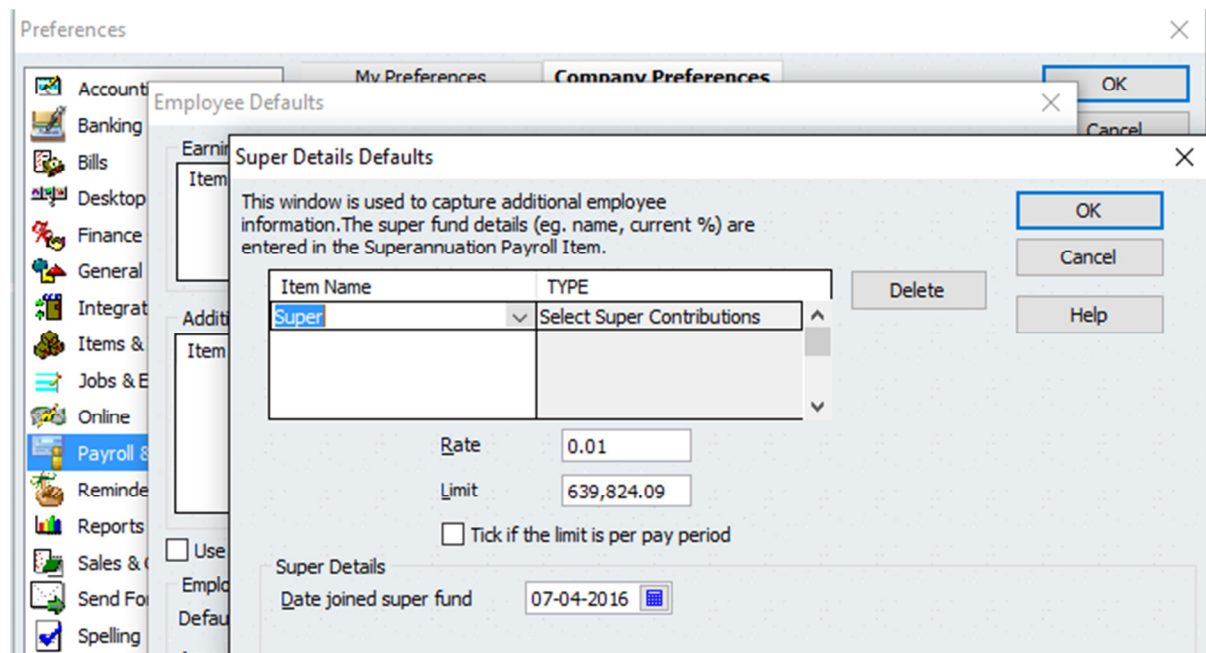 Preferences
My Preferences
Company Preferences
OK
Cancel
Account
Banking
Bills
Desktop
Finance
General
Integrat
Items &
Jobs & E
Online
Payroll &
Reminde
Reports
Sales & 
Send For
Spelling
Employee Defaults
Earnin
Item
Additi
Item
Use
Emplo
Defau
Super Details Defaults
This window is used to capture additional employee
information.The super fund details (eg. name, current %) are
entered in the Superannuation Payroll Item.
OK
Cancel
Help
Item Name TYPE
Delete
Super Select Super Contributions
Rate 0.01
Limit 639,824.09
Tick if the limit is per pay period
Super Details
Date joined super fund 07-04-2016